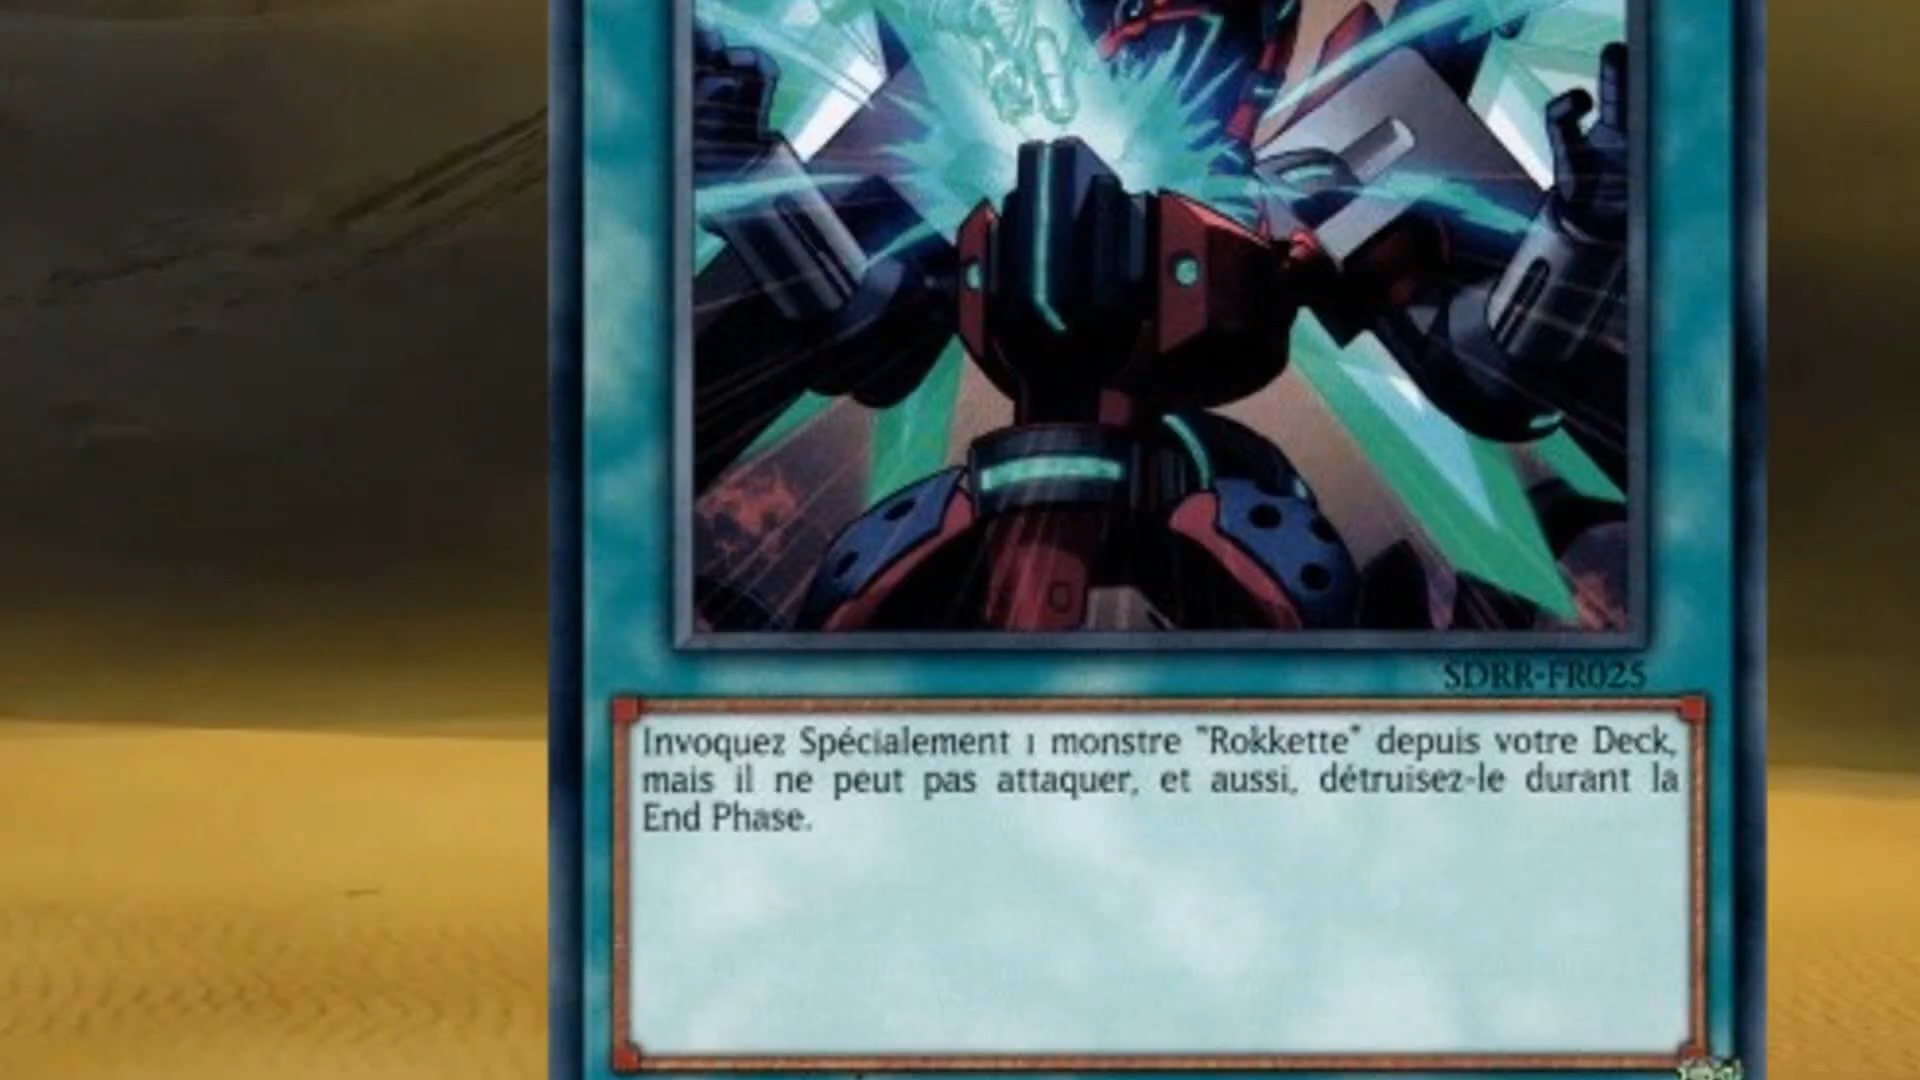 SDRR-FR025
Invoquez Spécialement 1 monstre "Rokkette" depuis votre Deck,
mais il ne peut pas attaquer, et aussi, détruisez-le durant la
End Phase.